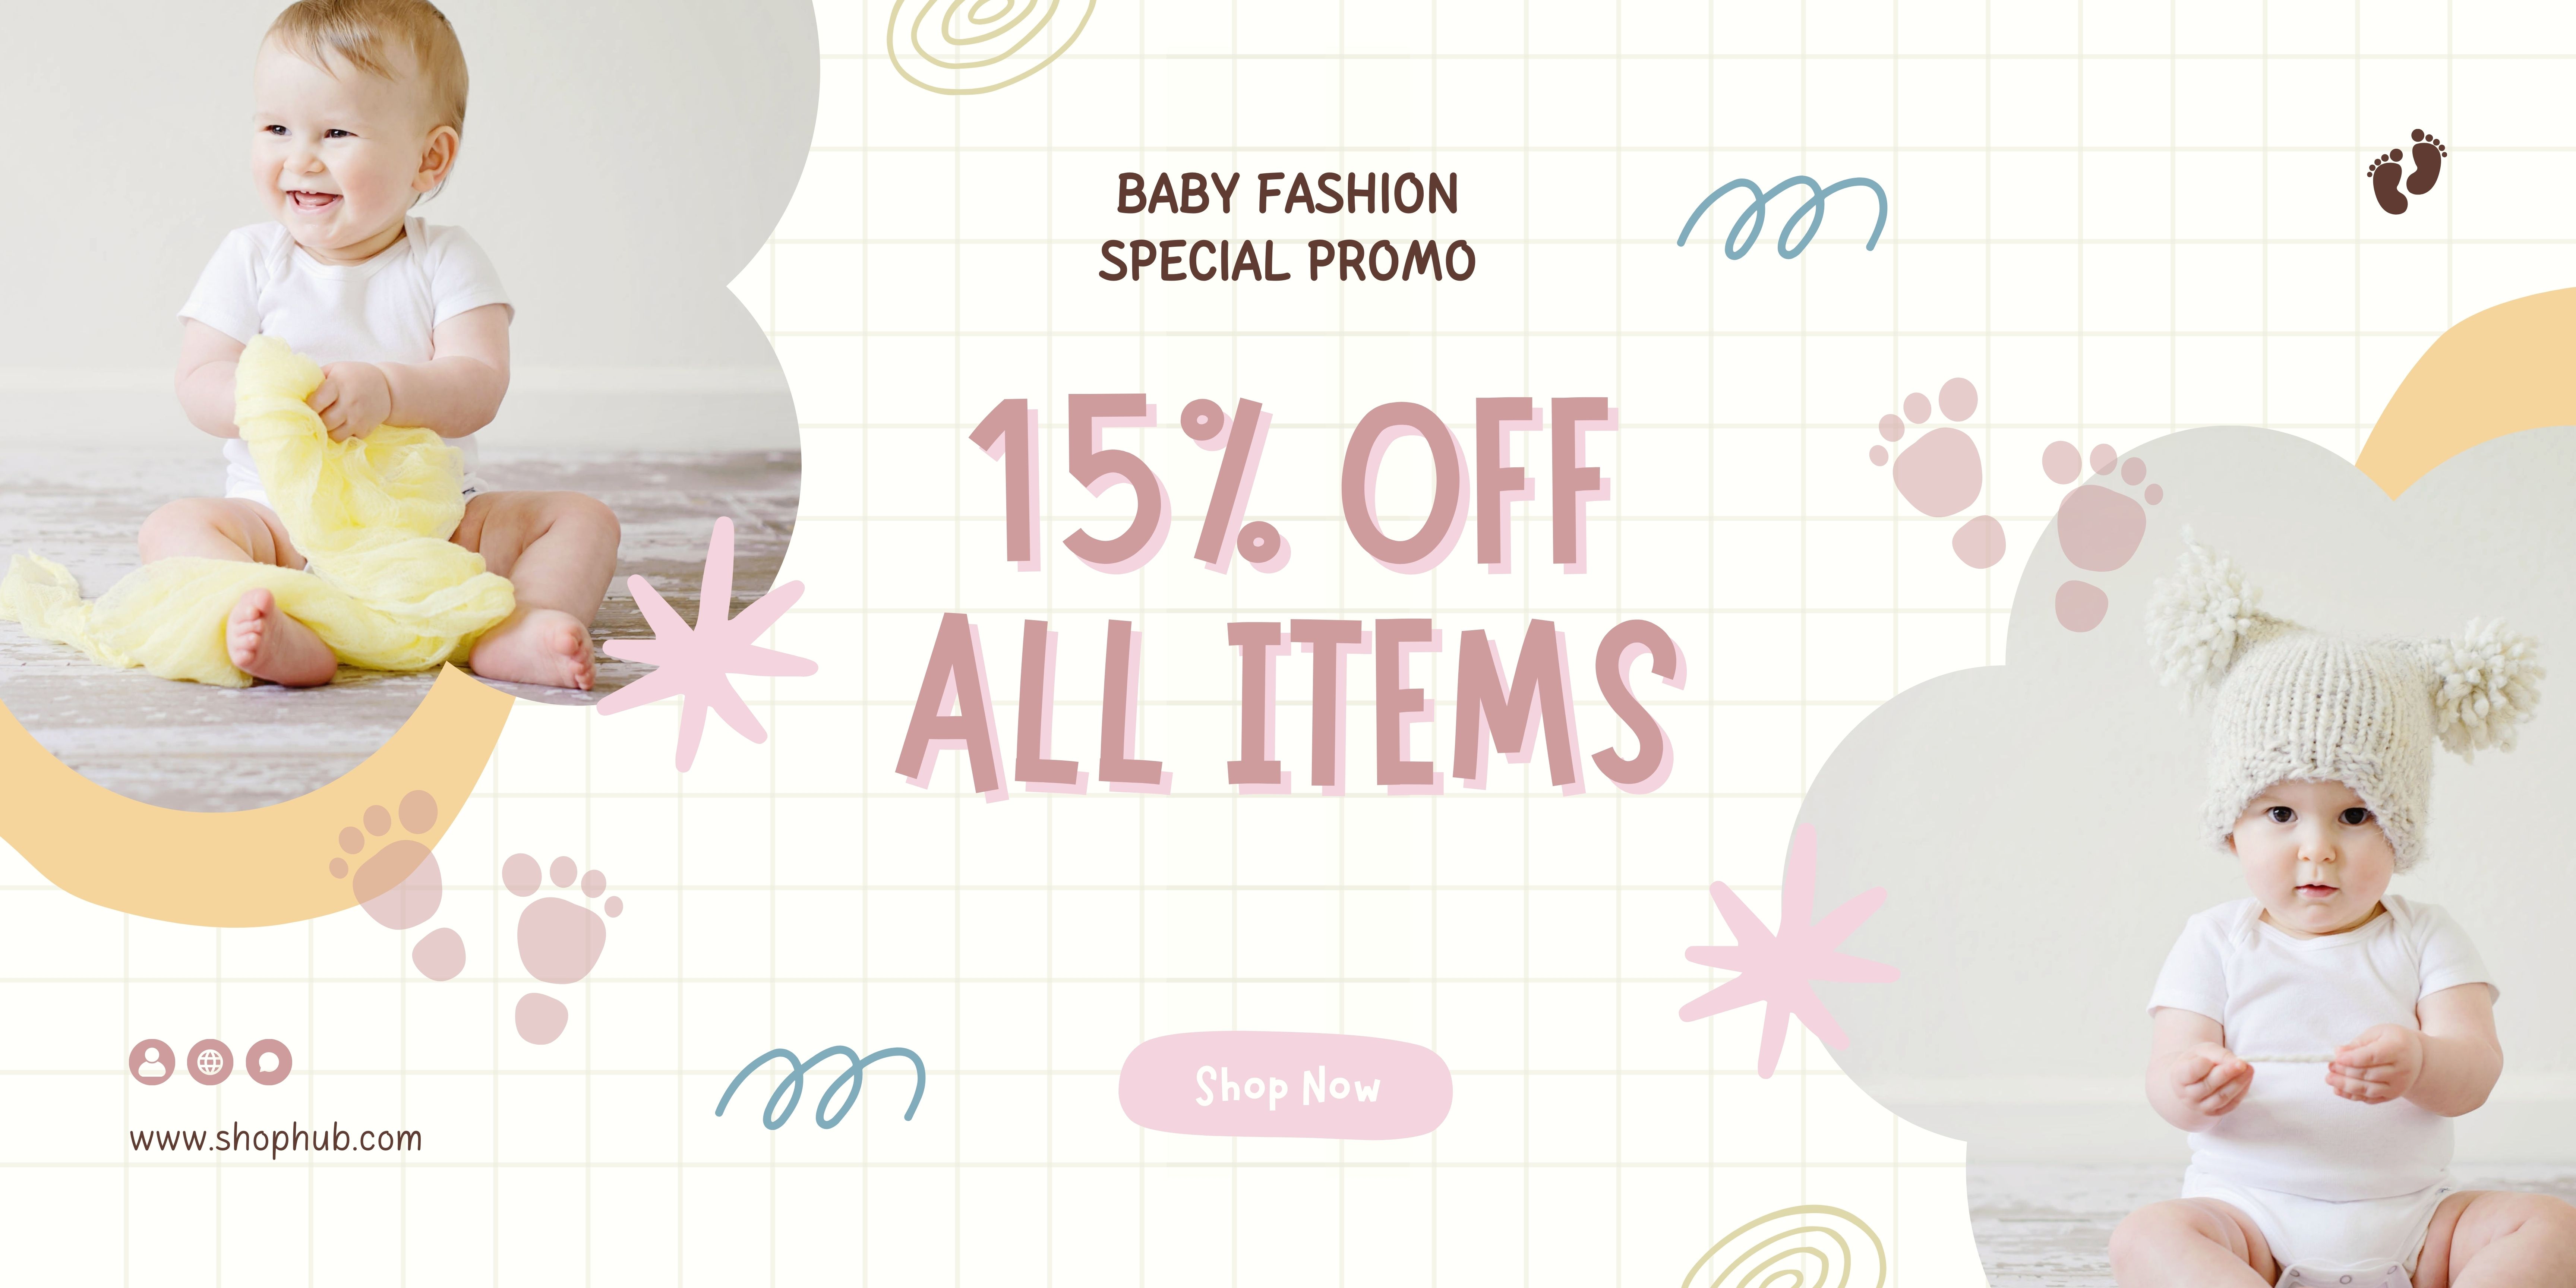 BABY FASHION
SPECIAL PROMO
15% OFF
ALL ITEMS
Shop Now
www.shophub.com